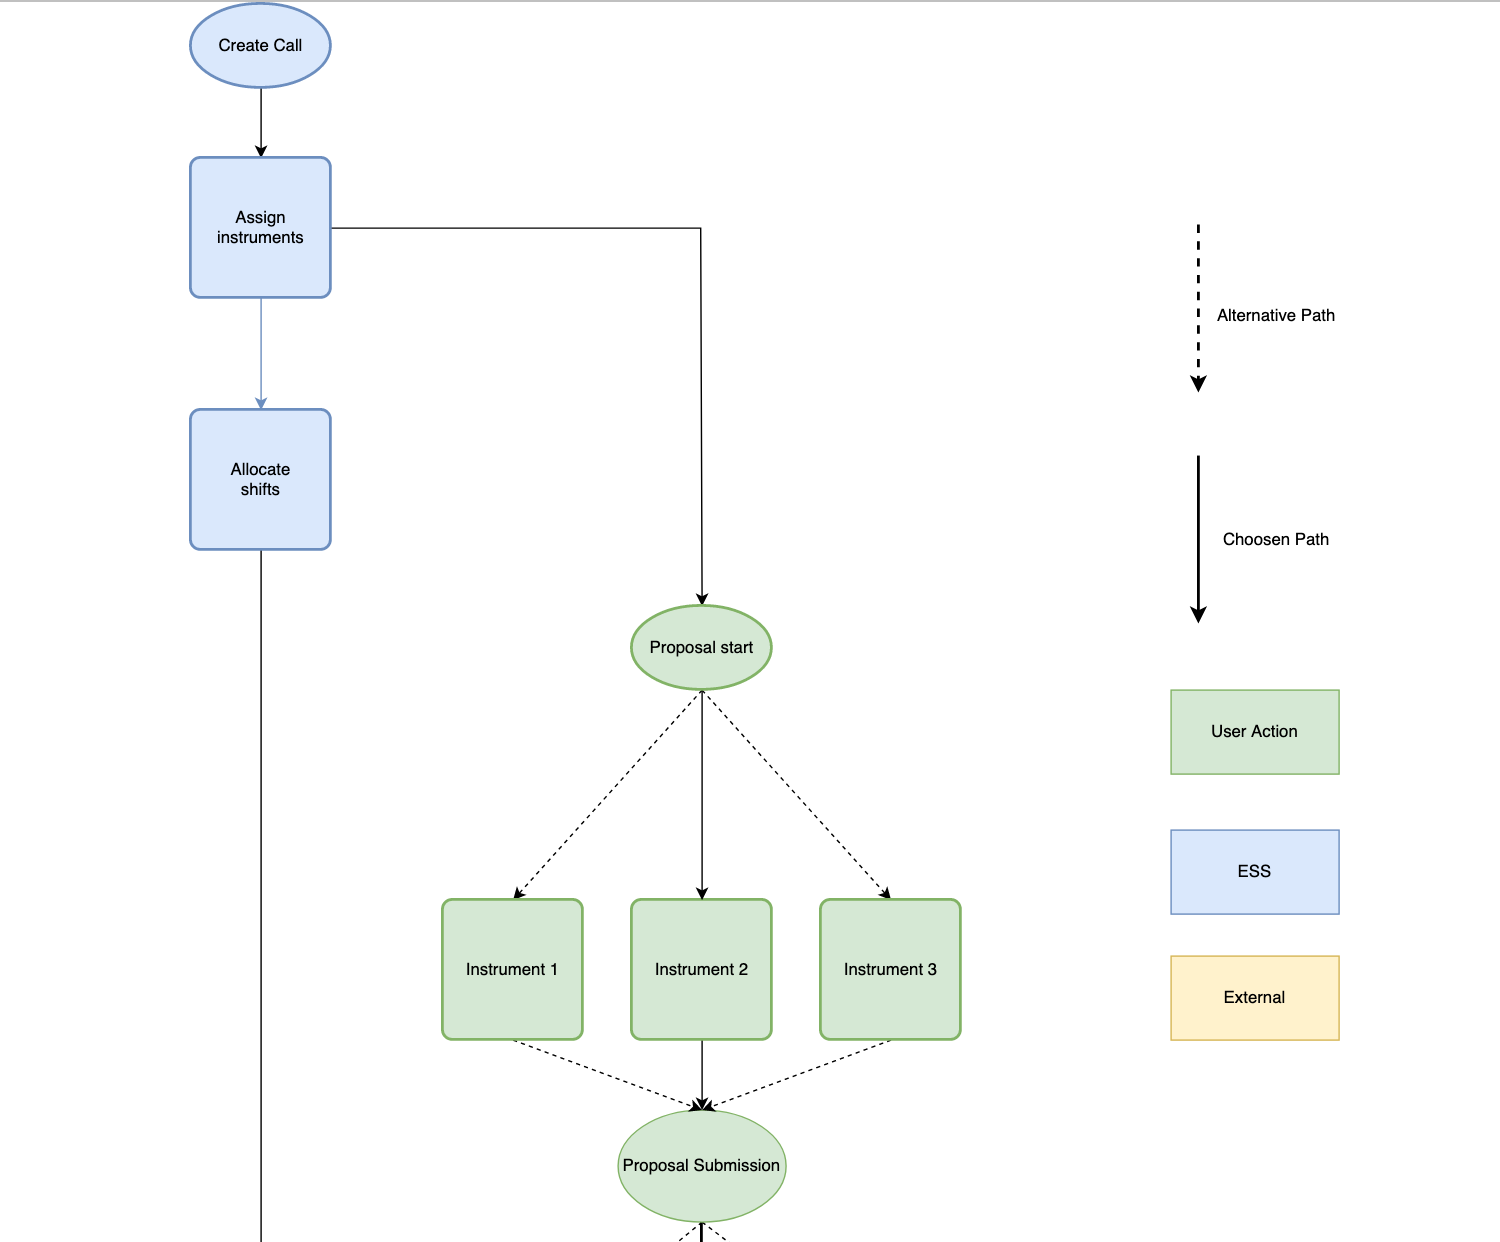 Create Call
Assign
instruments
Alternative Path
Allocate
shifts
Choosen Path
Proposal start
User Action
ESS
Instrument 1
Instrument 2
Instrument 3
External
Proposal Submission